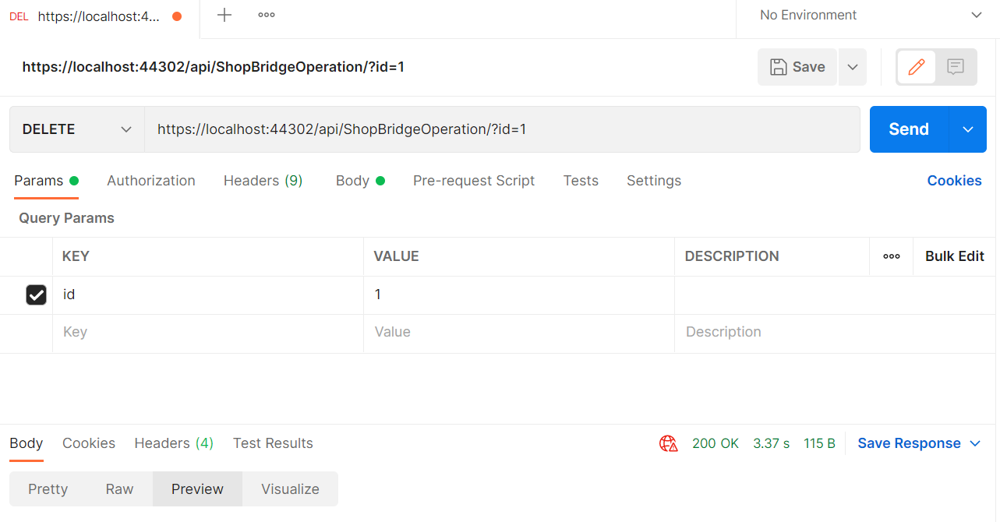 DEL https://localhost:4... No Environment
https://localhost:44302/api/ShopBridgeOperation/?id=1 Save
DELETE https://localhost:44302/api/ShopBridgeOperation/?id=1 Send
Params Authorization Headers (9) Body Pre-request Script Tests Settings Cookies
Query Params
KEY VALUE DESCRIPTION Bulk Edit
id 1
Key Value Description
Body Cookies Headers (4) Test Results 200 OK 3.37 s 115 B Save Response
Pretty Raw Preview Visualize